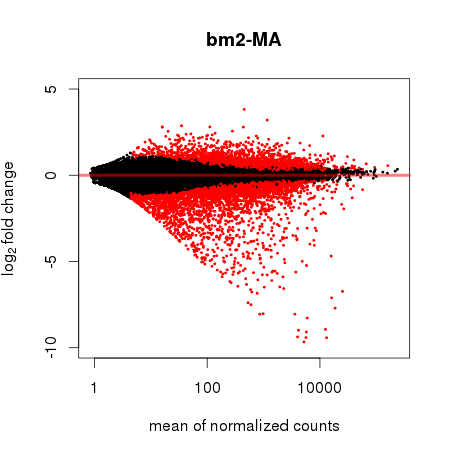 bm2-MA
log2 fold change
5
0
-5
-10
1 100 10000
mean of normalized counts